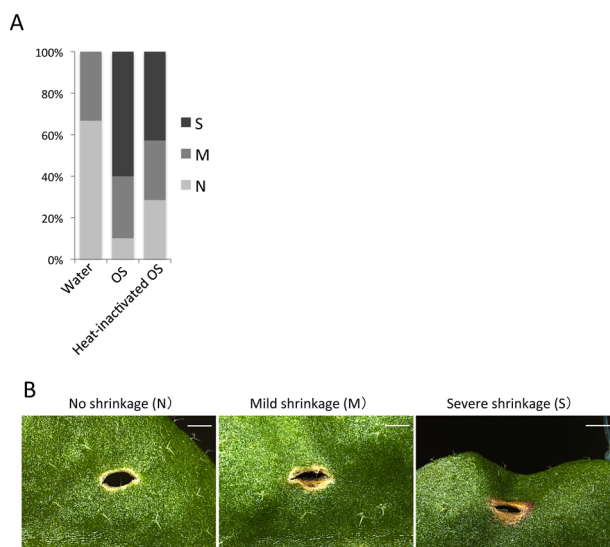 A
100%
80%
60%
40%
20%
0%
S
M
N
Water
OS
Heat-inactivated OS
B
No shrinkage (N)
Mild shrinkage (M)
Severe shrinkage (S)